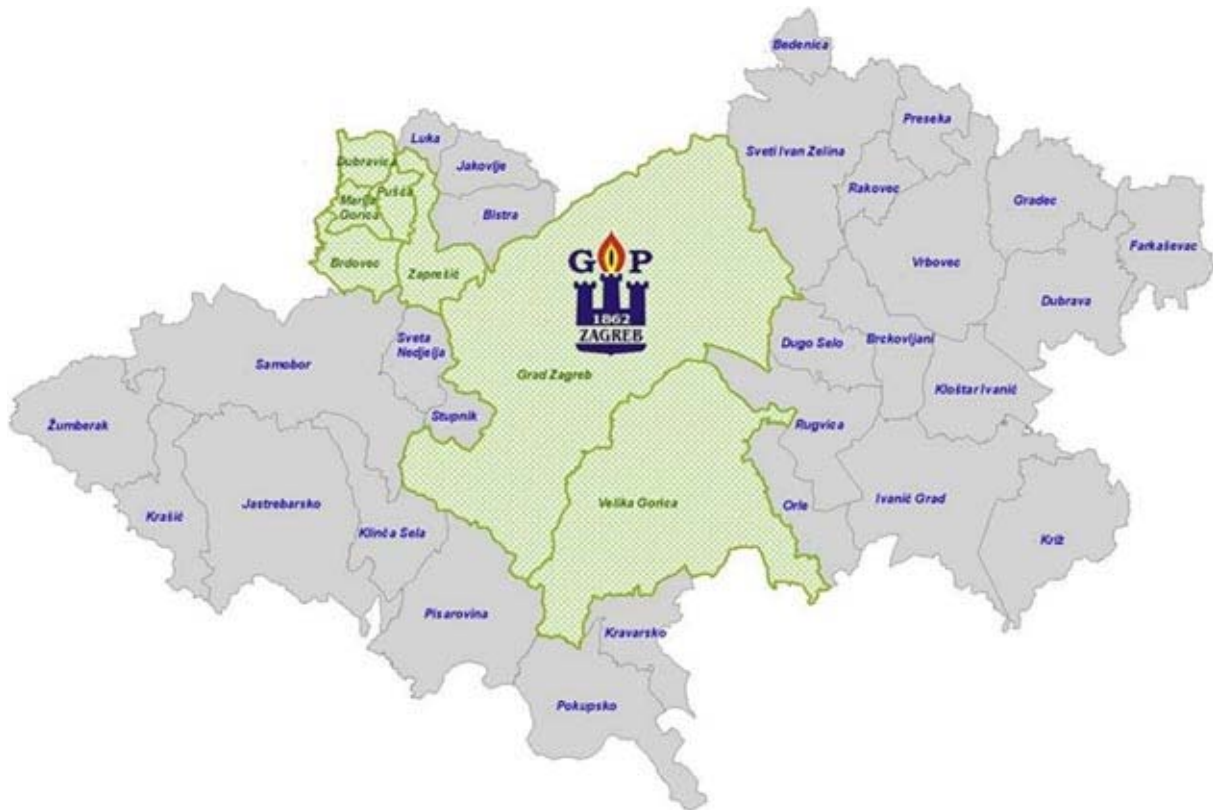 Bedenica
Preseka
Luka
Sveti Ivan Zelina
Dubravica
Jakovlje
Pušća
Rakovec
Gradec
Marija
Gorica
Bistra
Farkaševac
Brdovec
Zaprešić
G P
Vrbovec
Dubrava
1862
ZAGREB
Sveta
Nedjelja
Dugo Selo
Brckovljani
Samobor
Grad Zagreb
Kloštar Ivanić
Stupnik
Žumberak
Rugvica
Jastrebarsko
Velika Gorica
Ivanić Grad
Orle
Krašić
Klinča Sela
Križ
Pisarovina
Kravarsko
Pokupsko